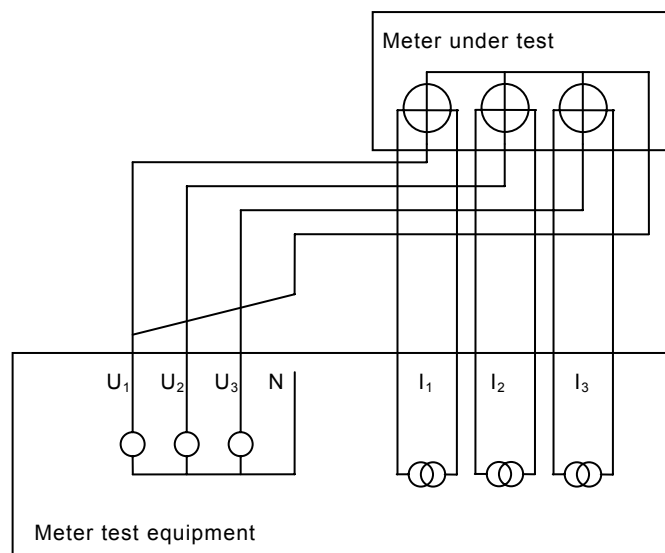 Meter under test
U₁ U₂ U₃ N I₁ I₂ I₃
Meter test equipment